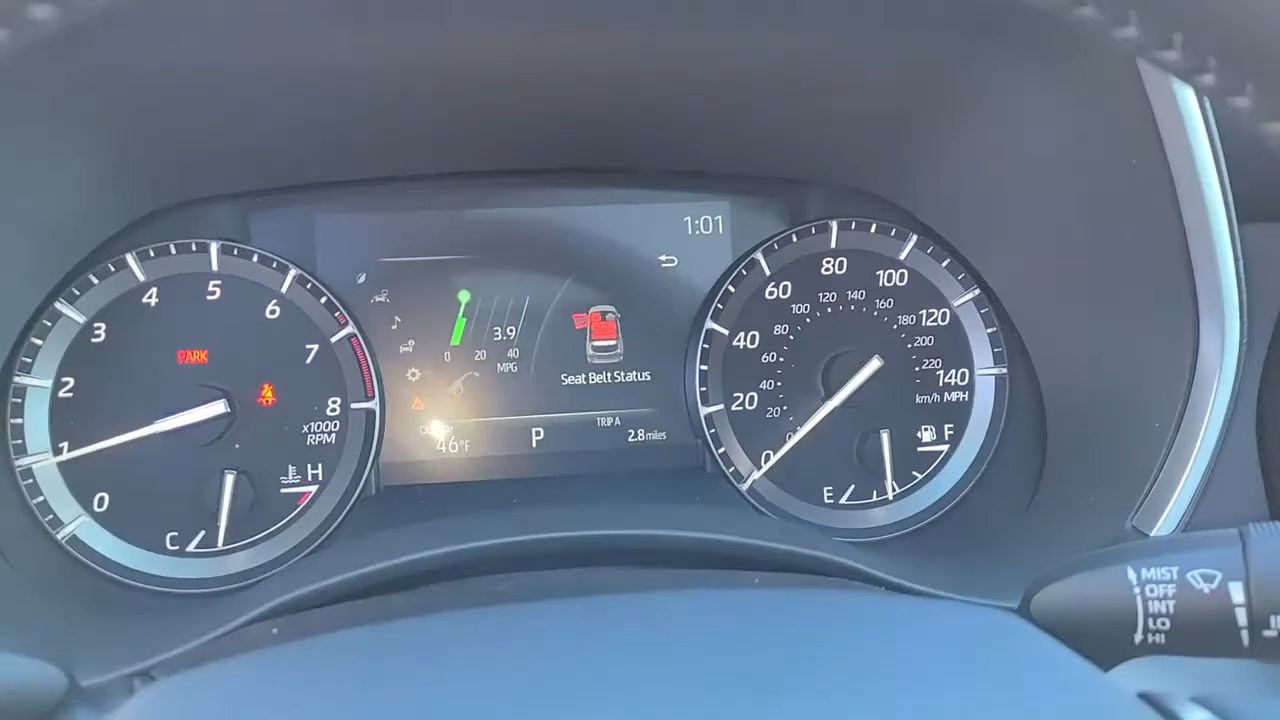 1:01
0
1
2
3
4
5
6
7
8
x1000
RPM
PARK
C
H
3.9
0 20 40
MPG
Seat Belt Status
46°F
P
TRIP A
2.8 miles
0
20
40
60
80
100
120
140
20
40
60
80
100
120
140
160
180
200
220
km/h MPH
E
F
MIST
OFF
INT
LO
HI